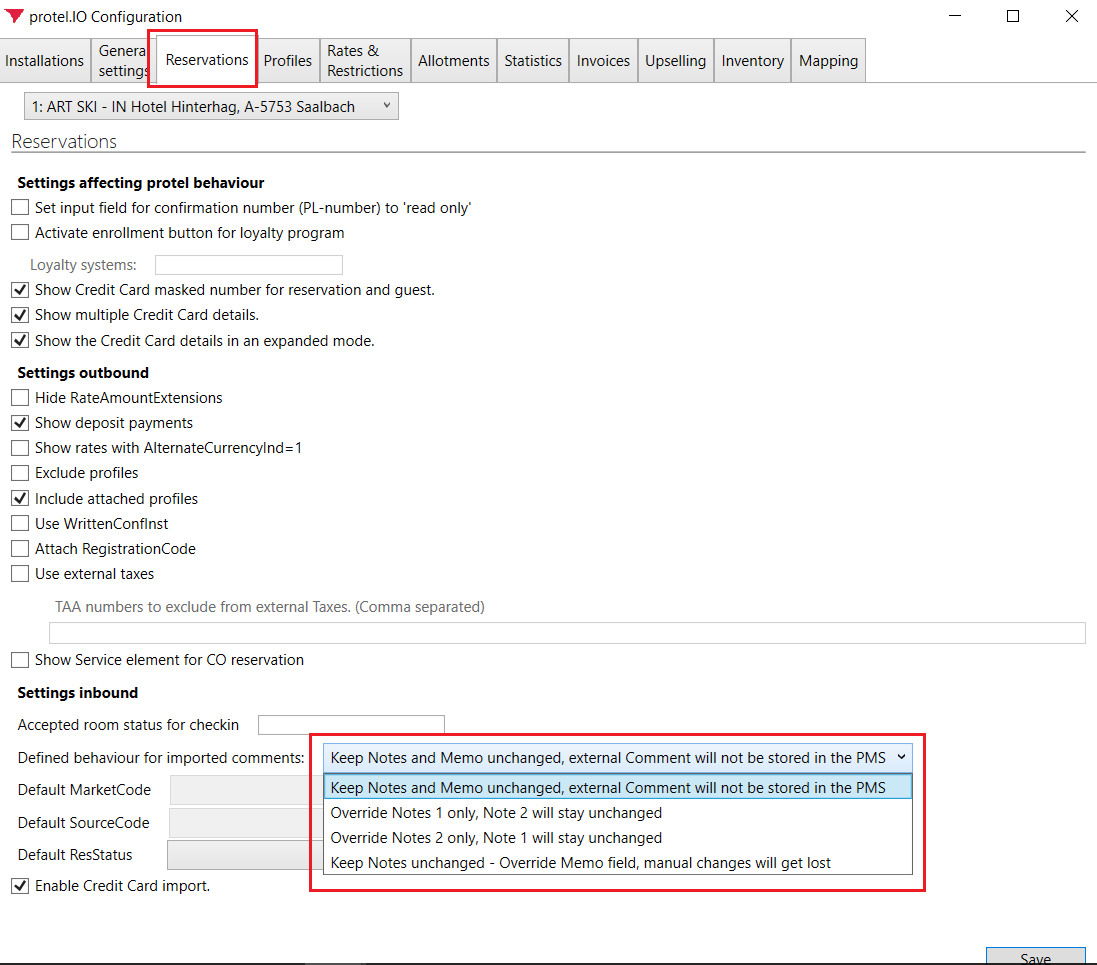 protel.IO Configuration
Installations
General settings
Reservations
Profiles
Rates & Restrictions
Allotments
Statistics
Invoices
Upselling
Inventory
Mapping
1: ART SKI - IN Hotel Hinterhag, A-5753 Saalbach
Reservations
Settings affecting protel behaviour
Set input field for confirmation number (PL-number) to 'read only'
Activate enrollment button for loyalty program
Loyalty systems:
Show Credit Card masked number for reservation and guest.
Show multiple Credit Card details.
Show the Credit Card details in an expanded mode.
Settings outbound
Hide RateAmountExtensions
Show deposit payments
Show rates with AlternateCurrencyInd=1
Exclude profiles
Include attached profiles
Use WrittenConfInst
Attach RegistrationCode
Use external taxes
TAA numbers to exclude from external Taxes. (Comma separated)
Show Service element for CO reservation
Settings inbound
Accepted room status for checkin
Defined behaviour for imported comments: Keep Notes and Memo unchanged, external Comment will not be stored in the PMS
Default MarketCode
Keep Notes and Memo unchanged, external Comment will not be stored in the PMS
Override Notes 1 only, Note 2 will stay unchanged
Default SourceCode
Override Notes 2 only, Note 1 will stay unchanged
Default ResStatus
Keep Notes unchanged - Override Memo field, manual changes will get lost
Enable Credit Card import.
Save